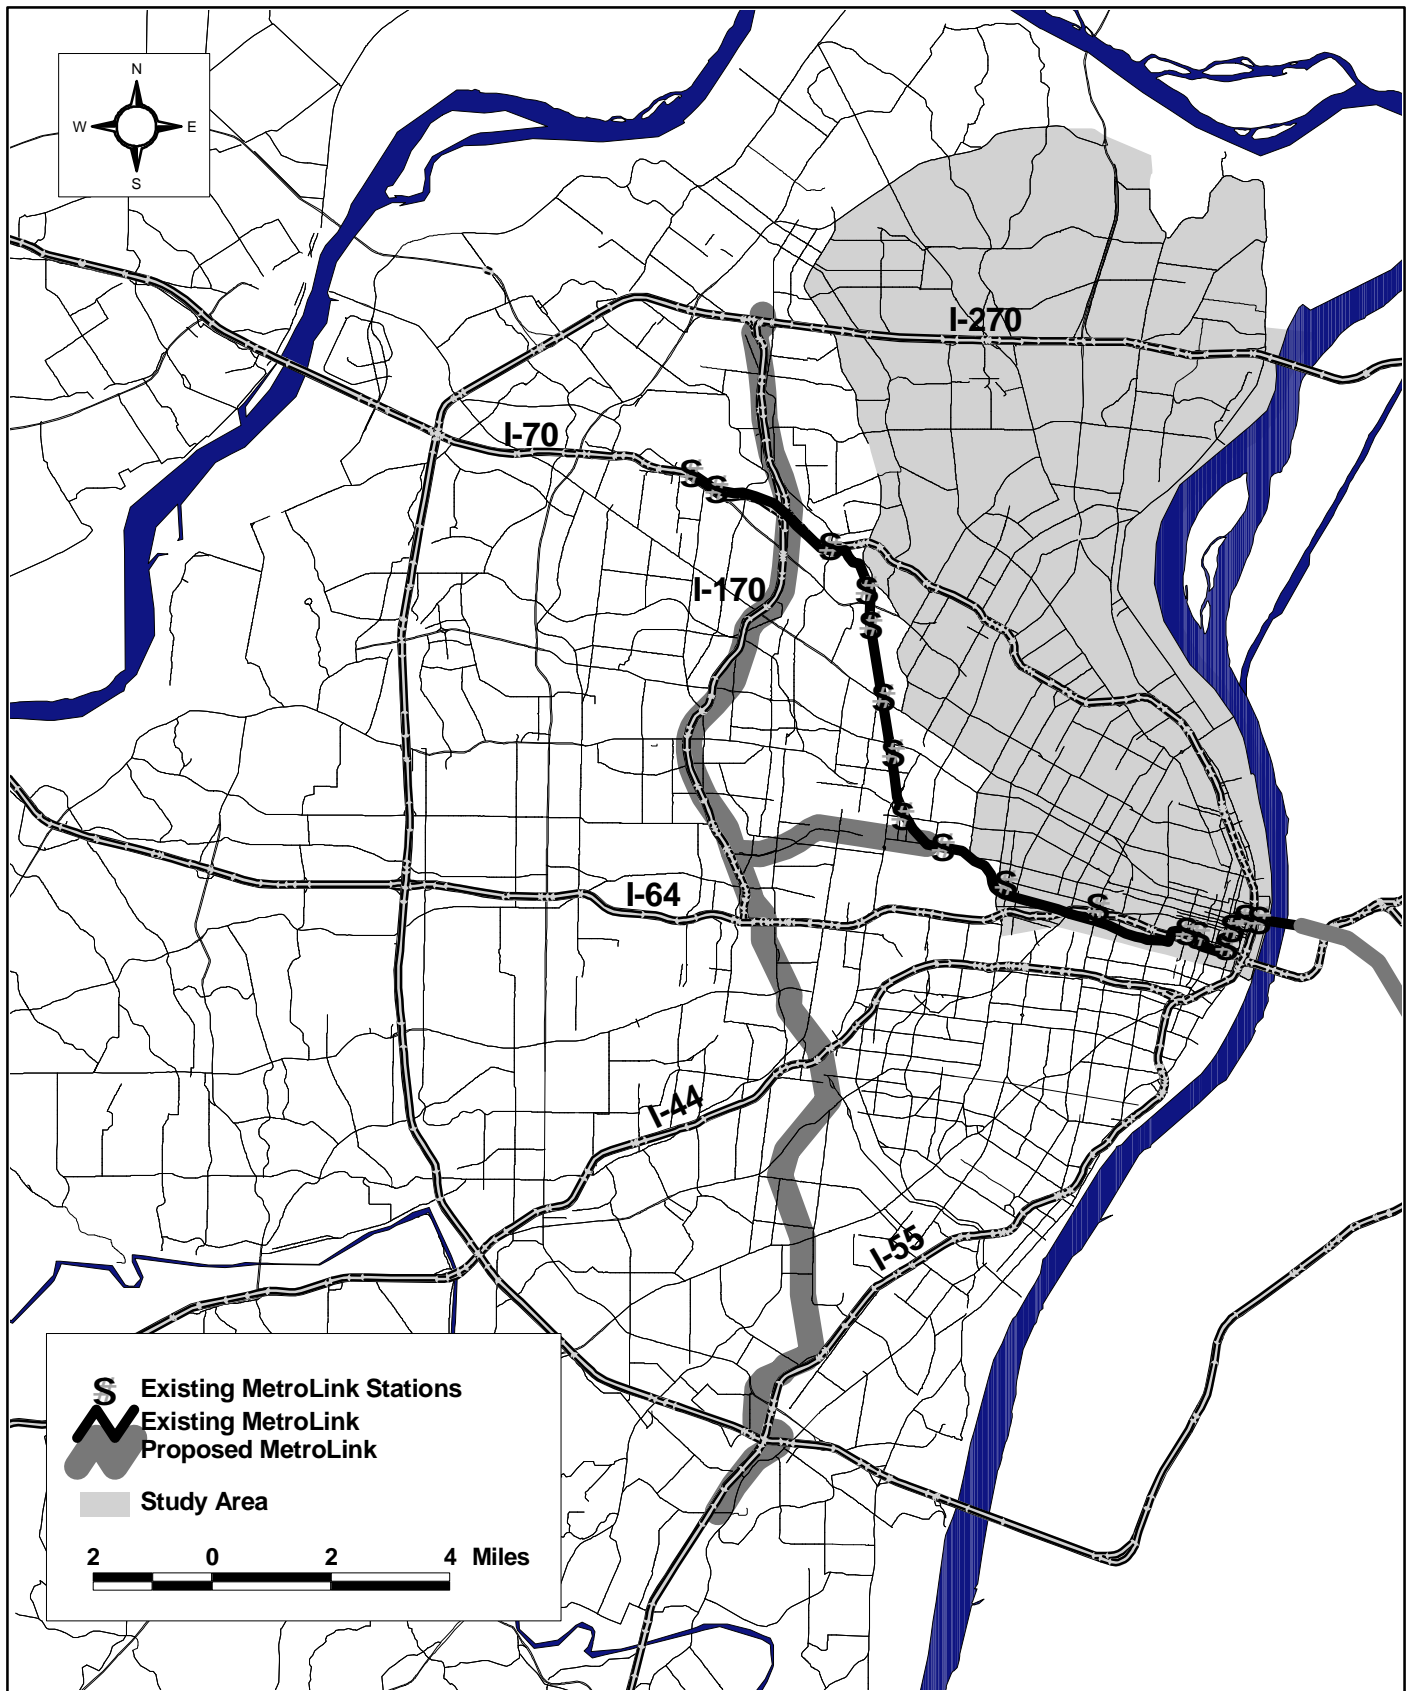 N
W E
S
I-270
I-70
I-170
I-64
I-44
I-55
Existing MetroLink Stations
Existing MetroLink
Proposed MetroLink
Study Area
2 0 2 4 Miles